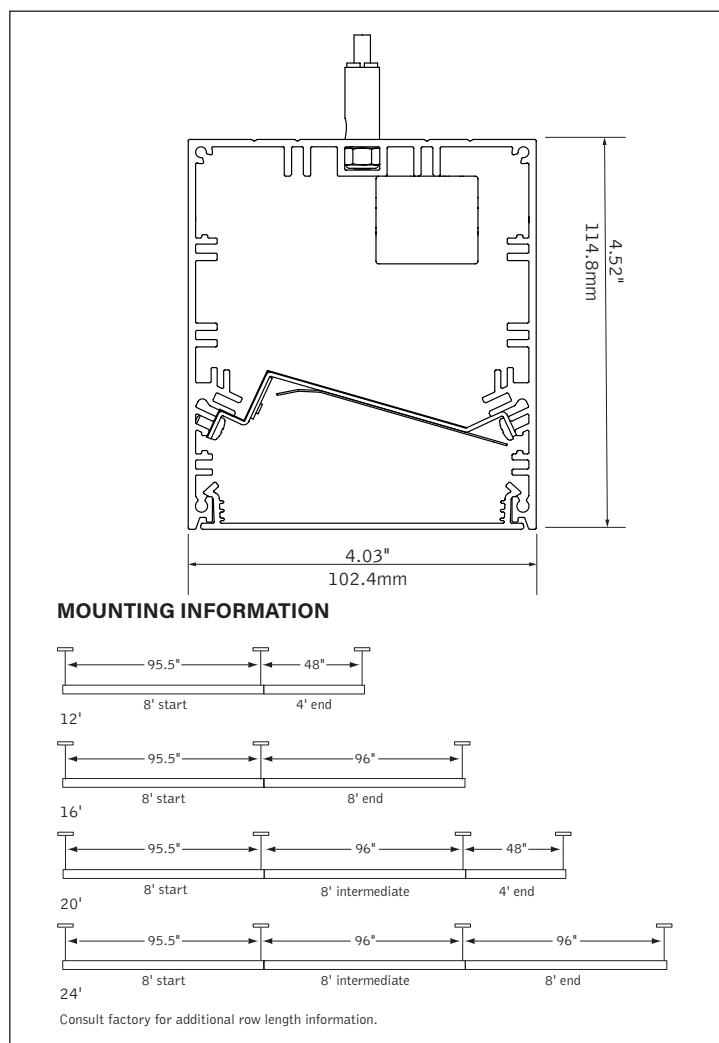 4.52"
114.8mm
4.03"
102.4mm
MOUNTING INFORMATION
95.5" 48"
8' start 4' end
12'
95.5" 96"
8' start 8' end
16'
95.5" 96" 48"
8' start 8' intermediate 4' end
20'
95.5" 96" 96"
8' start 8' intermediate 8' end
24'
Consult factory for additional row length information.